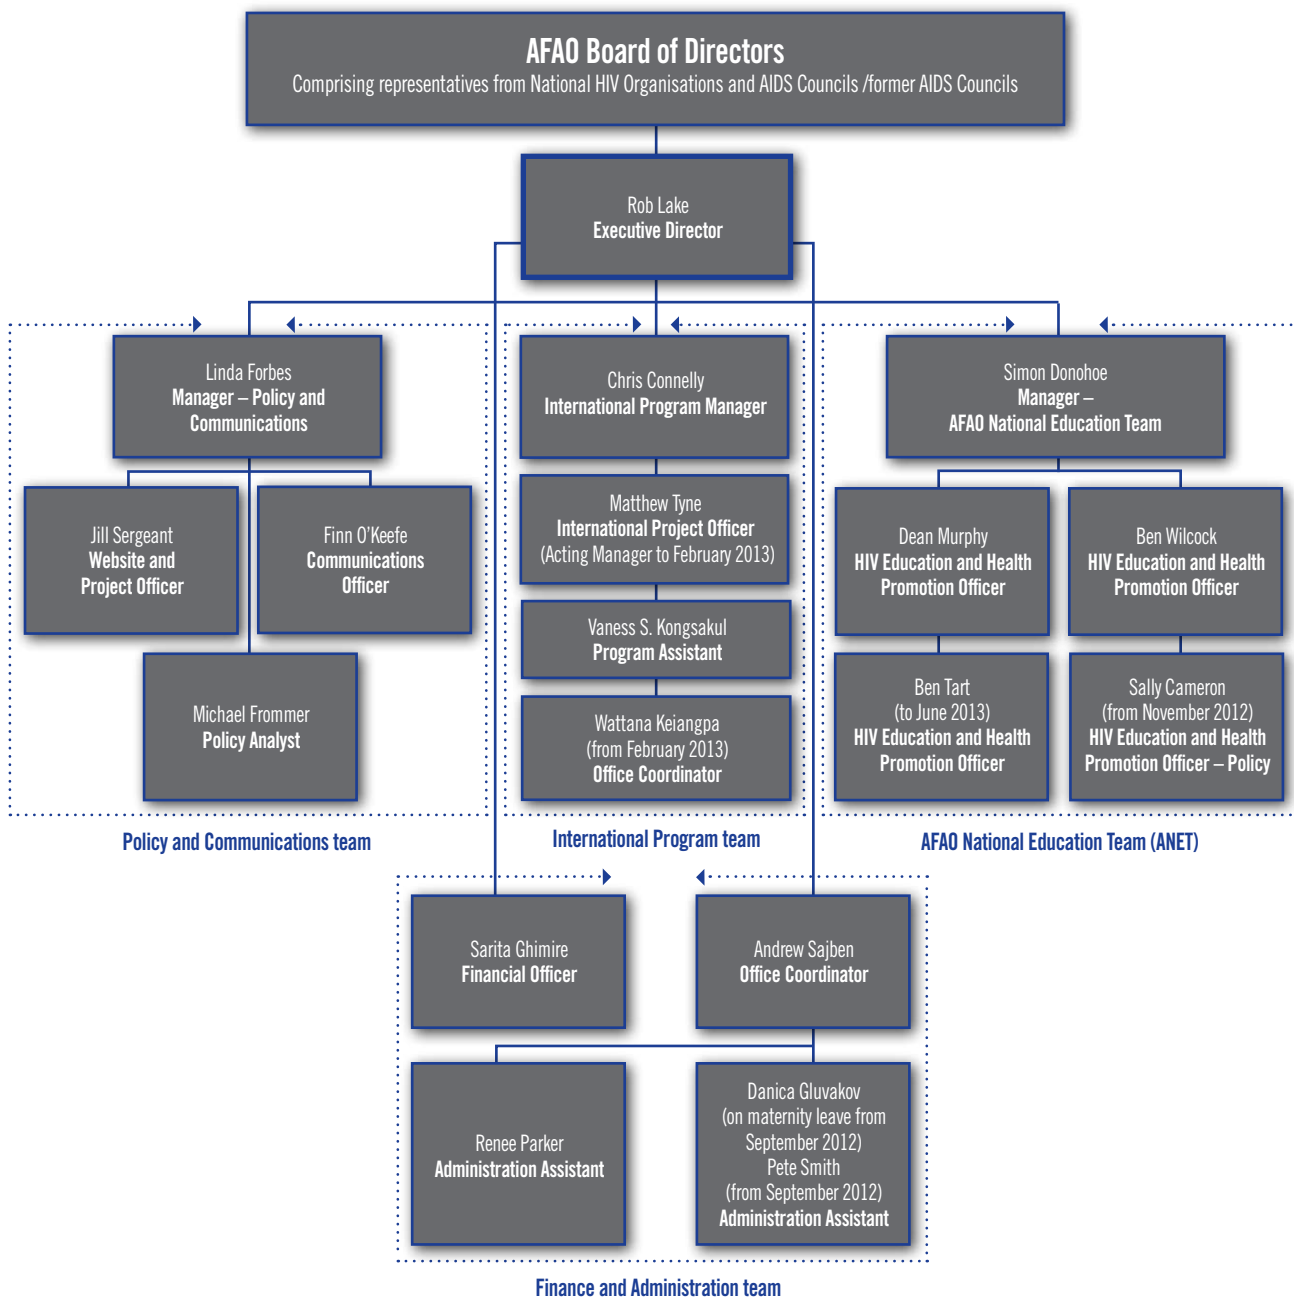 AFAO Board of Directors
Comprising representatives from National HIV Organisations and AIDS Councils /former AIDS Councils
Rob Lake
Executive Director
Linda Forbes
Manager – Policy and
Communications
Jill Sergeant
Website and
Project Officer
Finn O'Keefe
Communications
Officer
Michael Frommer
Policy Analyst
Policy and Communications team
Chris Connelly
International Program Manager
Matthew Tyne
International Project Officer
(Acting Manager to February 2013)
Vaness S. Kongsakul
Program Assistant
Wattana Keiangpa
(from February 2013)
Office Coordinator
International Program team
Simon Donohoe
Manager –
AFAO National Education Team
Dean Murphy
HIV Education and Health
Promotion Officer
Ben Wilcock
HIV Education and Health
Promotion Officer
Ben Tart
(to June 2013)
HIV Education and Health
Promotion Officer
Sally Cameron
(from November 2012)
HIV Education and Health
Promotion Officer – Policy
AFAO National Education Team (ANET)
Sarita Ghimire
Financial Officer
Andrew Sajben
Office Coordinator
Renee Parker
Administration Assistant
Danica Gluvakov
(on maternity leave from
September 2012)
Pete Smith
(from September 2012)
Administration Assistant
Finance and Administration team